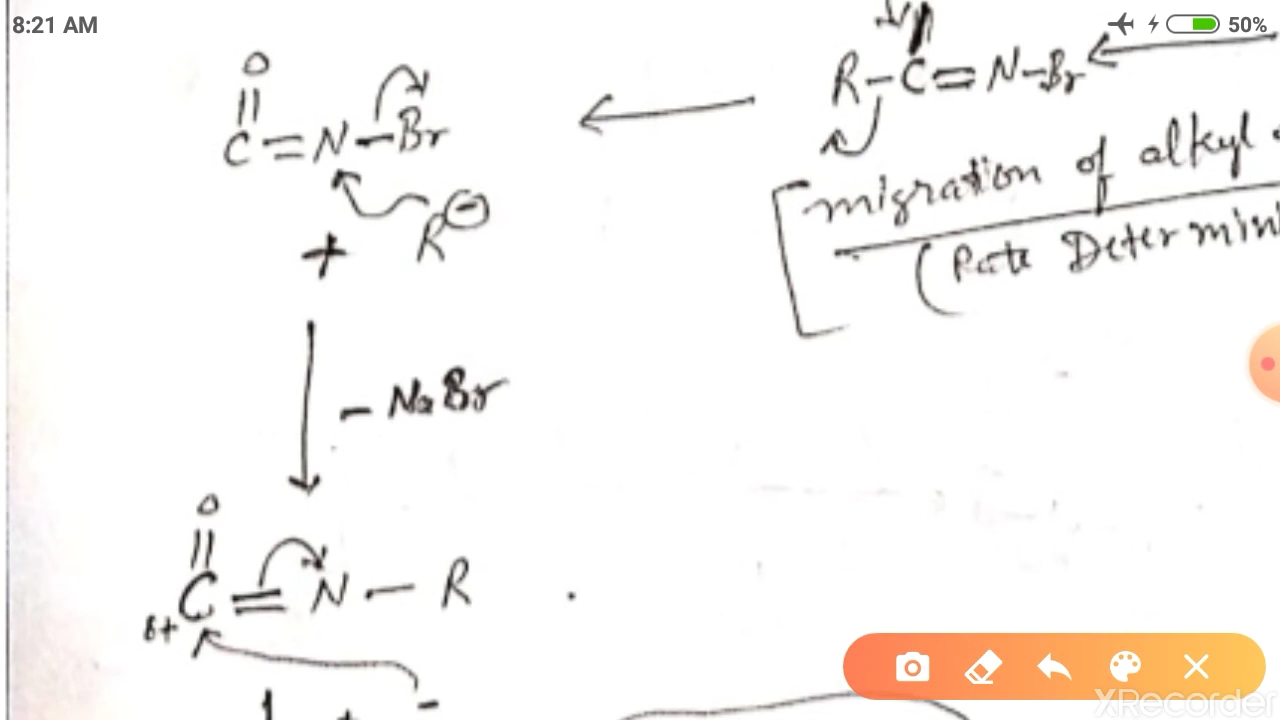 8:21 AM
50%
O
C=N-Br
+ R⊖
R-C=N-Br
[migration of alkyl
(Rate Determin
- NaBr
O
C=N-R
δ+
+
-
XRecorder